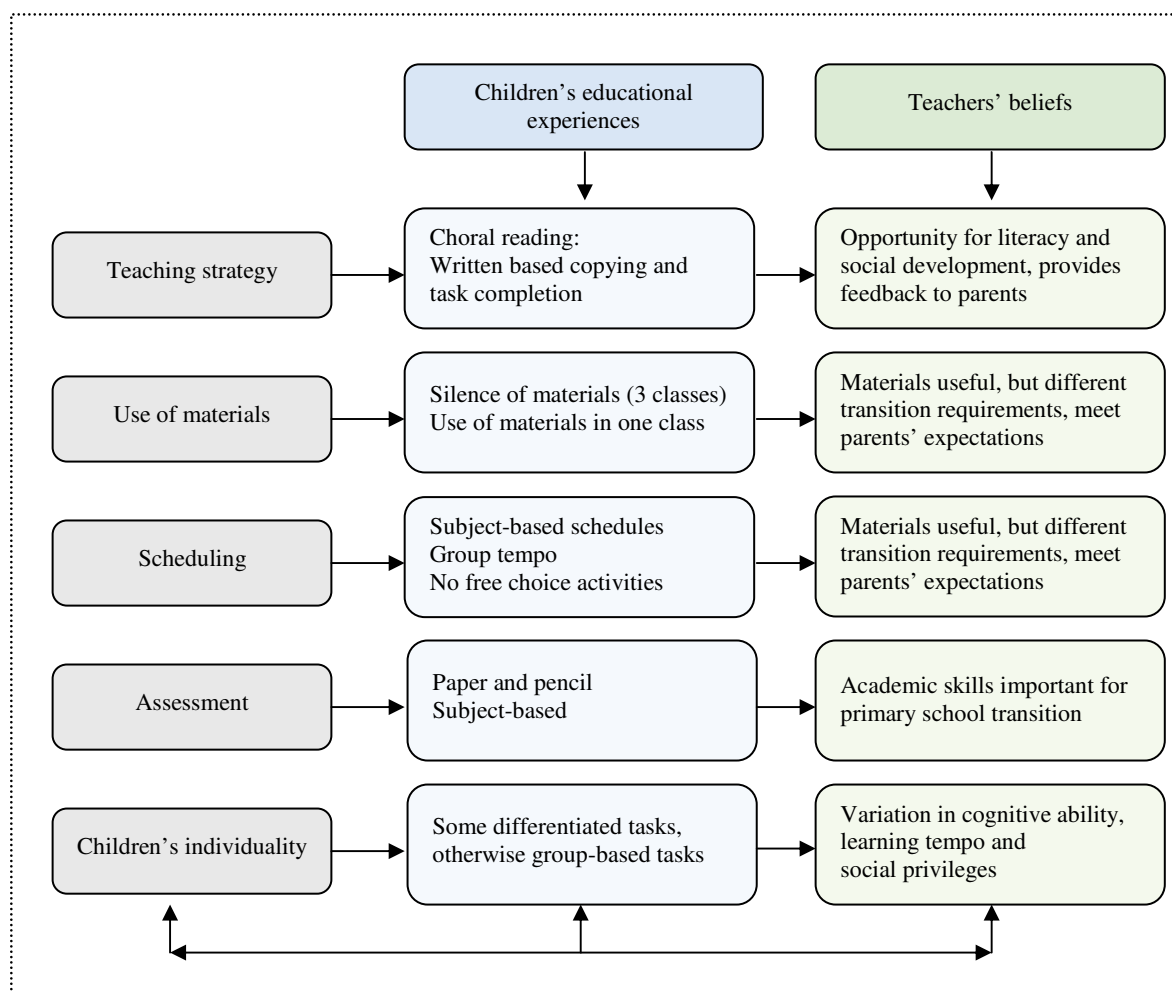 Children’s educational
experiences
Teachers’ beliefs
Teaching strategy
Choral reading:
Written based copying and
task completion
Opportunity for literacy and
social development, provides
feedback to parents
Use of materials
Silence of materials (3 classes)
Use of materials in one class
Materials useful, but different
transition requirements, meet
parents’ expectations
Scheduling
Subject-based schedules
Group tempo
No free choice activities
Materials useful, but different
transition requirements, meet
parents’ expectations
Assessment
Paper and pencil
Subject-based
Academic skills important for
primary school transition
Children’s individuality
Some differentiated tasks,
otherwise group-based tasks
Variation in cognitive ability,
learning tempo and
social privileges